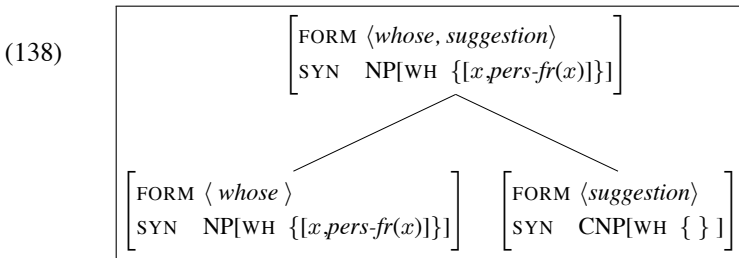 (138)
FORM ⟨whose, suggestion⟩
SYN NP[WH {[x,pers-fr(x)]}]
FORM ⟨ whose ⟩
SYN NP[WH {[x,pers-fr(x)]}]
FORM ⟨suggestion⟩
SYN CNP[WH { } ]